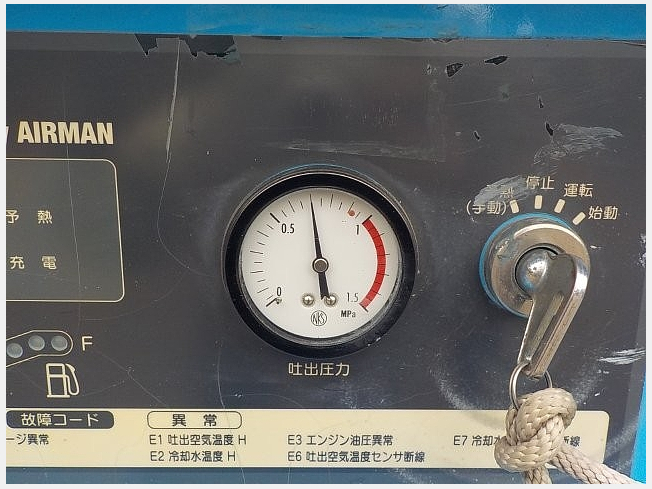 AIRMAN
予熱
充電
F
0
0.5
1
1.5
MPa
NKS
吐出圧力
(手動)
停止
運転
始動
故障コード
異常
ージ異常
E1 吐出空気温度 H
E2 冷却水温度 H
E3 エンジン油圧異常
E6 吐出空気温度センサ断線
E7 冷却水
断線